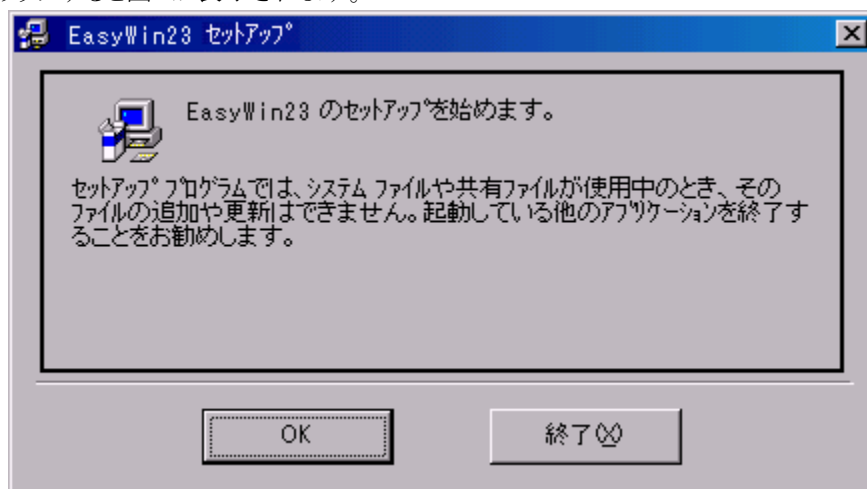 EasyWin23 ｾｯﾄｱｯﾌﾟ
EasyWin23 のｾｯﾄｱｯﾌﾟを始めます。
ｾｯﾄｱｯﾌﾟ ﾌﾟﾛｸﾞﾗﾑでは、ｼｽﾃﾑ ﾌｧｲﾙや共有ﾌｧｲﾙが使用中のとき、その
ﾌｧｲﾙの追加や更新はできません。起動している他のｱﾌﾟﾘｹｰｼｮﾝを終了す
ることをお勧めします。
OK
終了(X)